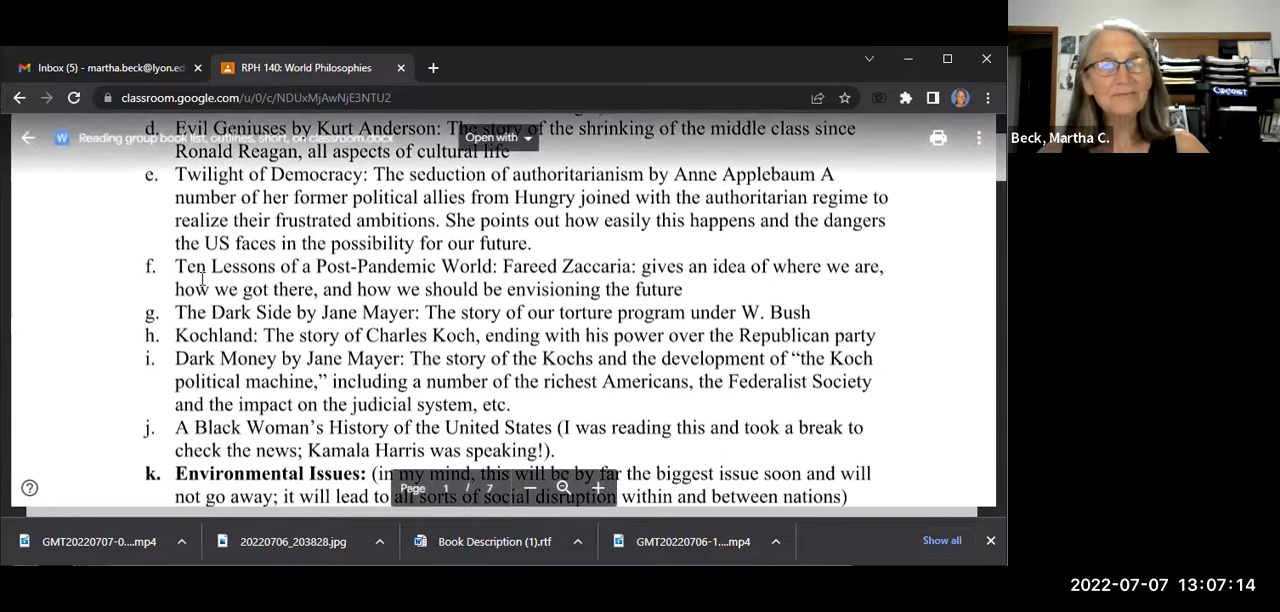 Inbox (5) - martha.beck@lyon.ed
RPH 140: World Philosophies
classroom.google.com/u/0/c/NDUxMjAwNjE3NTU2
Reading group book list, outlines, short, on classroom.docx
Open with
d. Evil Geniuses by Kurt Anderson: The story of the shrinking of the middle class since
Ronald Reagan, all aspects of cultural life
e. Twilight of Democracy: The seduction of authoritarianism by Anne Applebaum A
number of her former political allies from Hungry joined with the authoritarian regime to
realize their frustrated ambitions. She points out how easily this happens and the dangers
the US faces in the possibility for our future.
f. Ten Lessons of a Post-Pandemic World: Fareed Zaccaria: gives an idea of where we are,
how we got there, and how we should be envisioning the future
g. The Dark Side by Jane Mayer: The story of our torture program under W. Bush
h. Kochland: The story of Charles Koch, ending with his power over the Republican party
i. Dark Money by Jane Mayer: The story of the Kochs and the development of “the Koch
political machine,” including a number of the richest Americans, the Federalist Society
and the impact on the judicial system, etc.
j. A Black Woman’s History of the United States (I was reading this and took a break to
check the news; Kamala Harris was speaking!).
k. Environmental Issues: (in my mind, this will be by far the biggest issue soon and will
not go away; it will lead to all sorts of social disruption within and between nations)
Page 1 / 7
GMT20220707-0....mp4
20220706_203828.jpg
Book Description (1).rtf
GMT20220706-1....mp4
Show all
Beck, Martha C.
2022-07-07 13:07:14